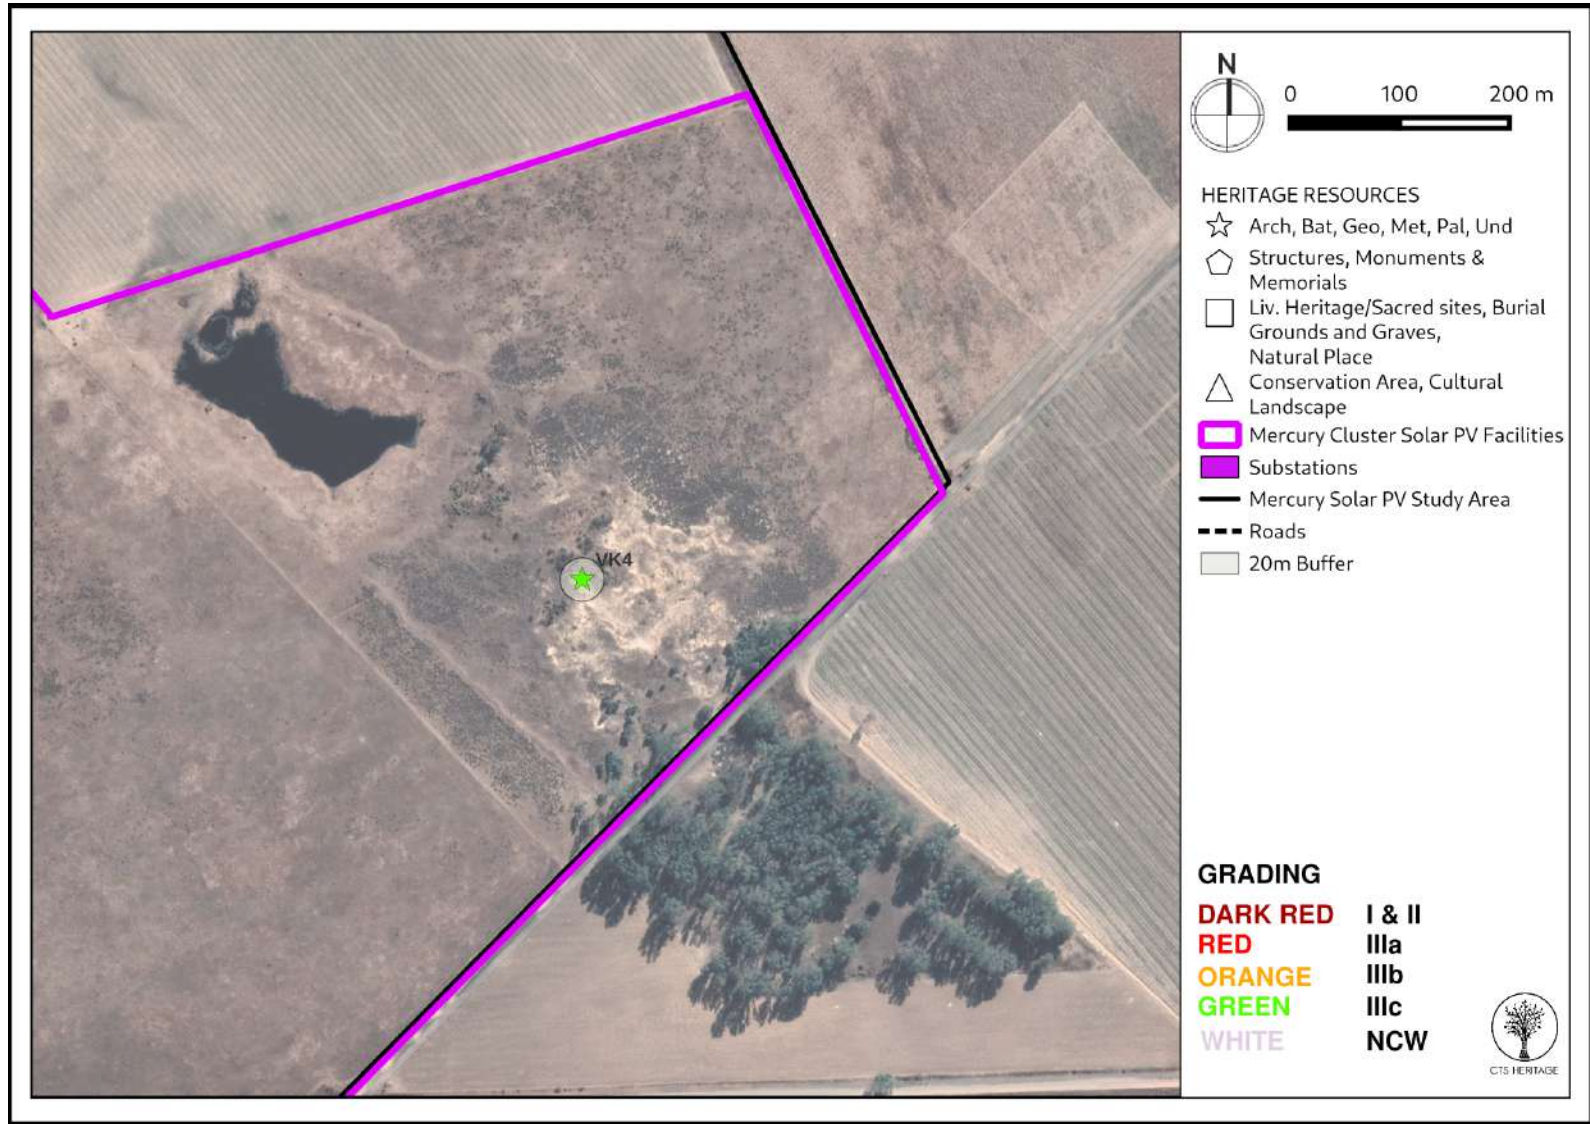 VK4
N
0 100 200 m
HERITAGE RESOURCES
Arch, Bat, Geo, Met, Pal, Und
Structures, Monuments &
Memorials
Liv. Heritage/Sacred sites, Burial
Grounds and Graves,
Natural Place
Conservation Area, Cultural
Landscape
Mercury Cluster Solar PV Facilities
Substations
Mercury Solar PV Study Area
Roads
20m Buffer
GRADING
DARK RED I & II
RED IIIa
ORANGE IIIb
GREEN IIIc
WHITE NCW
CTS HERITAGE